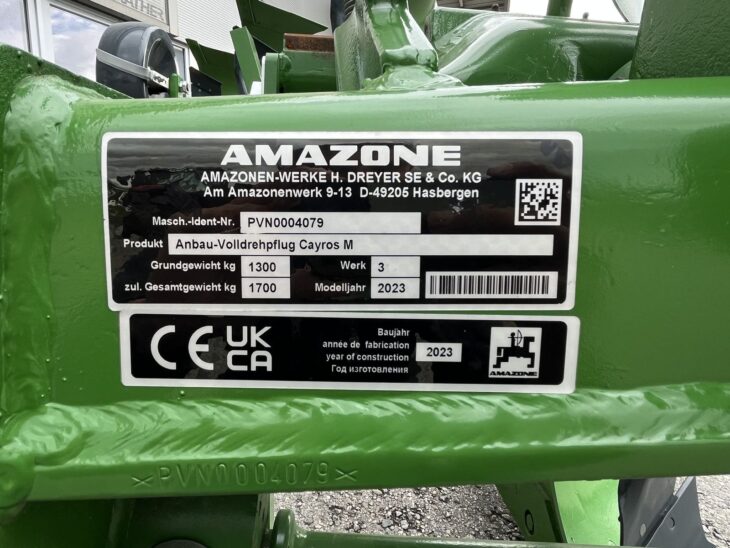 RATHER
AMAZONE
AMAZONEN-WERKE H. DREYER SE & Co. KG
Am Amazonenwerk 9-13 D-49205 Hasbergen
Masch.-Ident-Nr. PVN0004079
Produkt Anbau-Volldrehpflug Cayros M
Grundgewicht kg 1300 Werk 3
zul. Gesamtgewicht kg 1700 Modelljahr 2023
CE UK CA
Baujahr
année de fabrication
year of construction 2023
Год изготовления
AMAZONE
×PVN0004079×